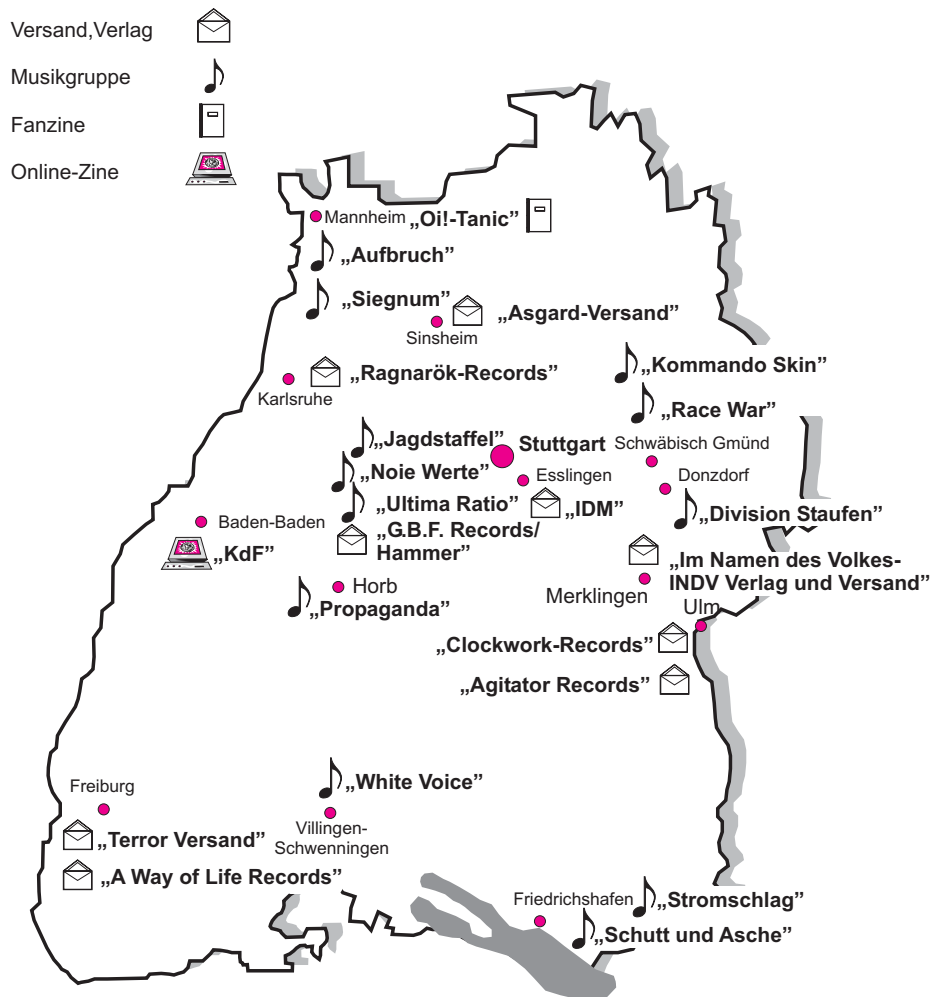 Versand,Verlag
Musikgruppe
Fanzine
Online-Zine
Mannheim „Oi!-Tanic”
„Aufbruch”
„Siegnum”
„Asgard-Versand”
Sinsheim
„Kommando Skin”
„Ragnarök-Records”
Karlsruhe
„Race War”
„Jagdstaffel”
Stuttgart
Schwäbisch Gmünd
„Noie Werte”
Esslingen
Donzdorf
„Ultima Ratio”
„IDM”
„Division Staufen”
Baden-Baden
„G.B.F. Records/
Hammer”
„KdF”
„Im Namen des Volkes-
INDV Verlag und Versand”
Horb
Merklingen
„Propaganda”
Ulm
„Clockwork-Records”
„Agitator Records”
„White Voice”
Freiburg
Villingen-
Schwenningen
„Terror Versand”
„A Way of Life Records”
Friedrichshafen
„Stromschlag”
„Schutt und Asche”